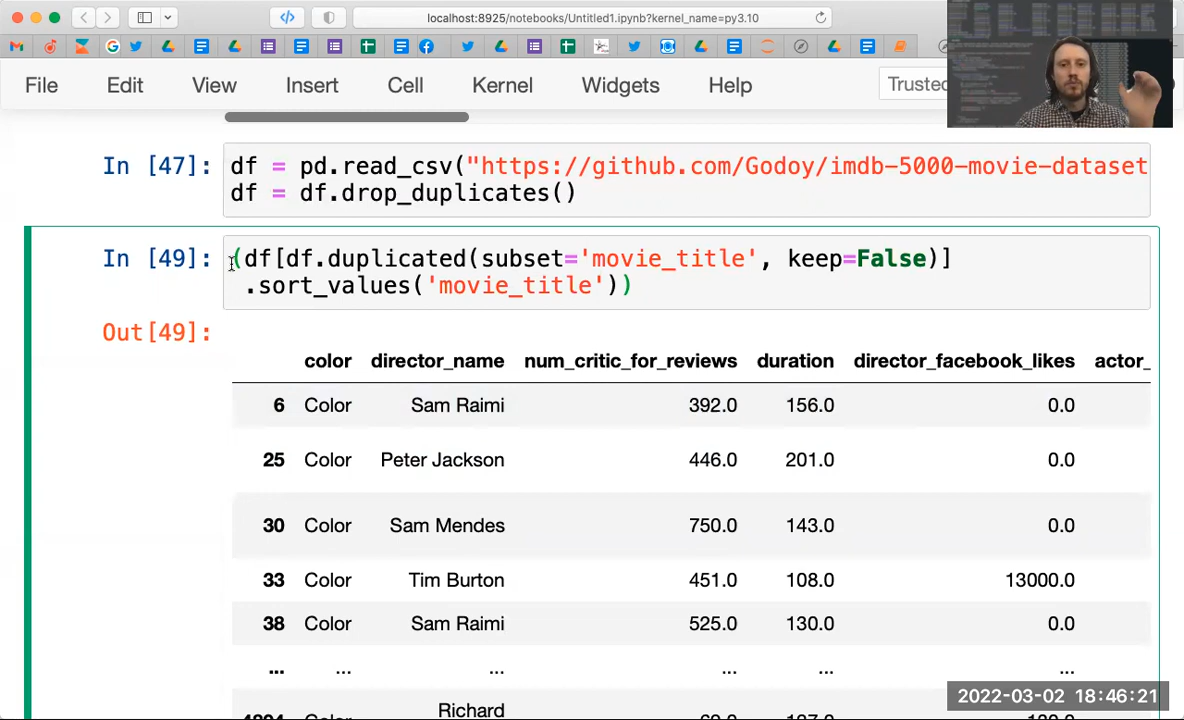 localhost:8925/notebooks/Untitled1.ipynb?kernel_name=py3.10
File Edit View Insert Cell Kernel Widgets Help Trusted
In [47]: df = pd.read_csv("https://github.com/Godoy/imdb-5000-movie-dataset
df = df.drop_duplicates()
In [49]: (df[df.duplicated(subset='movie_title', keep=False)]
.sort_values('movie_title'))
Out[49]:
color director_name num_critic_for_reviews duration director_facebook_likes actor_
6 Color Sam Raimi 392.0 156.0 0.0
25 Color Peter Jackson 446.0 201.0 0.0
30 Color Sam Mendes 750.0 143.0 0.0
33 Color Tim Burton 451.0 108.0 13000.0
38 Color Sam Raimi 525.0 130.0 0.0
... ... ... ... ... ...
Richard
2022-03-02 18:46:21